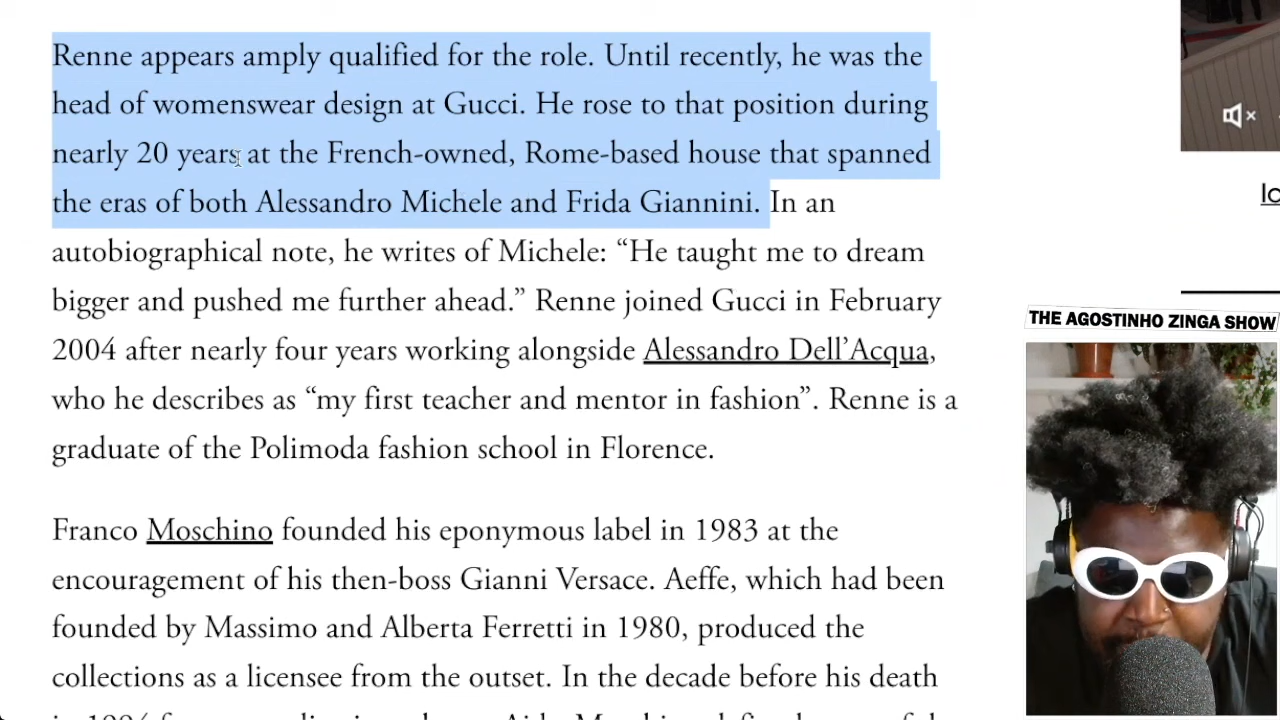 Renne appears amply qualified for the role. Until recently, he was the
head of womenswear design at Gucci. He rose to that position during
nearly 20 years at the French-owned, Rome-based house that spanned
the eras of both Alessandro Michele and Frida Giannini. In an
autobiographical note, he writes of Michele: “He taught me to dream
bigger and pushed me further ahead.” Renne joined Gucci in February
2004 after nearly four years working alongside Alessandro Dell’Acqua,
who he describes as “my first teacher and mentor in fashion”. Renne is a
graduate of the Polimoda fashion school in Florence.
Franco Moschino founded his eponymous label in 1983 at the
encouragement of his then-boss Gianni Versace. Aeffe, which had been
founded by Massimo and Alberta Ferretti in 1980, produced the
collections as a licensee from the outset. In the decade before his death
THE AGOSTINHO ZINGA SHOW